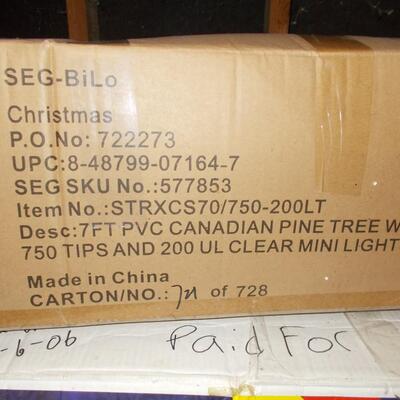 SEG-BiLo
Christmas
P.O.No: 722273
UPC:8-48799-07164-7
SEG SKU No.:577853
Item No.:STRXCS70/750-200LT
Desc:7FT PVC CANADIAN PINE TREE W
750 TIPS AND 200 UL CLEAR MINI LIGHT
Made in China
CARTON/NO.: of 728
-6-06 Paid For